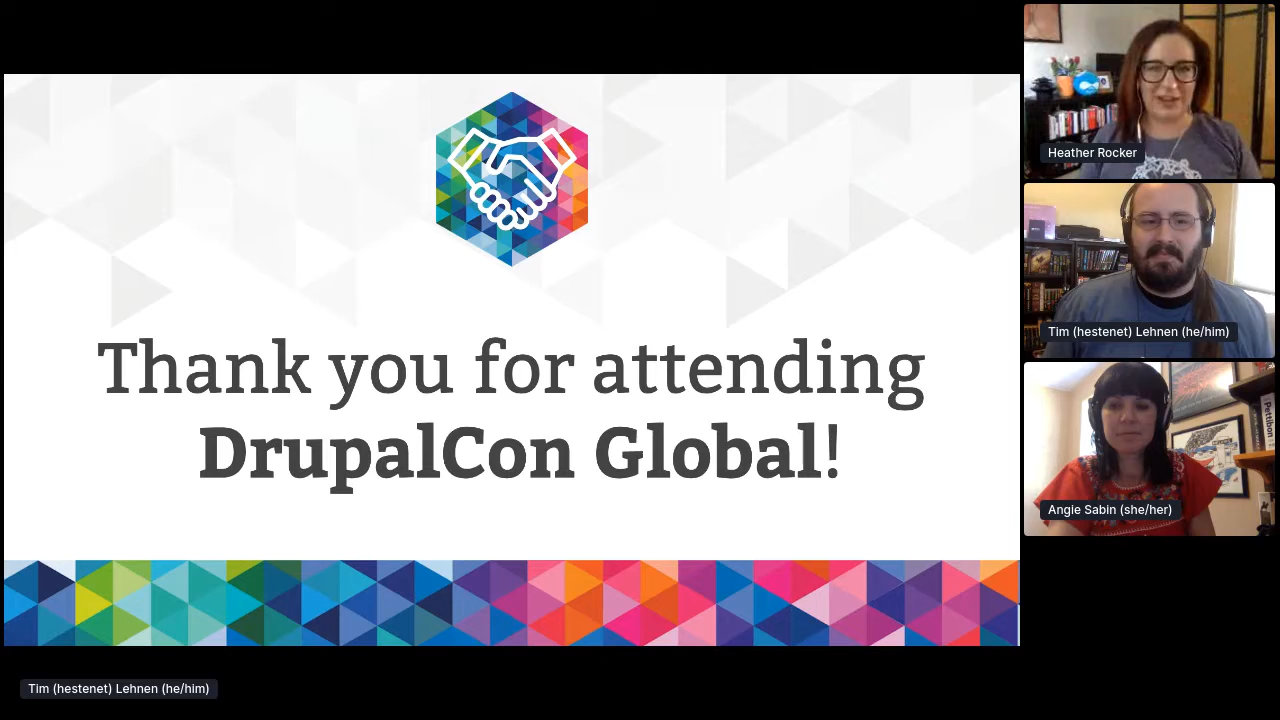 Thank you for attending
DrupalCon Global!
Heather Rocker
Tim (hestenet) Lehnen (he/him)
Pettibon
Angie Sabin (she/her)
Tim (hestenet) Lehnen (he/him)